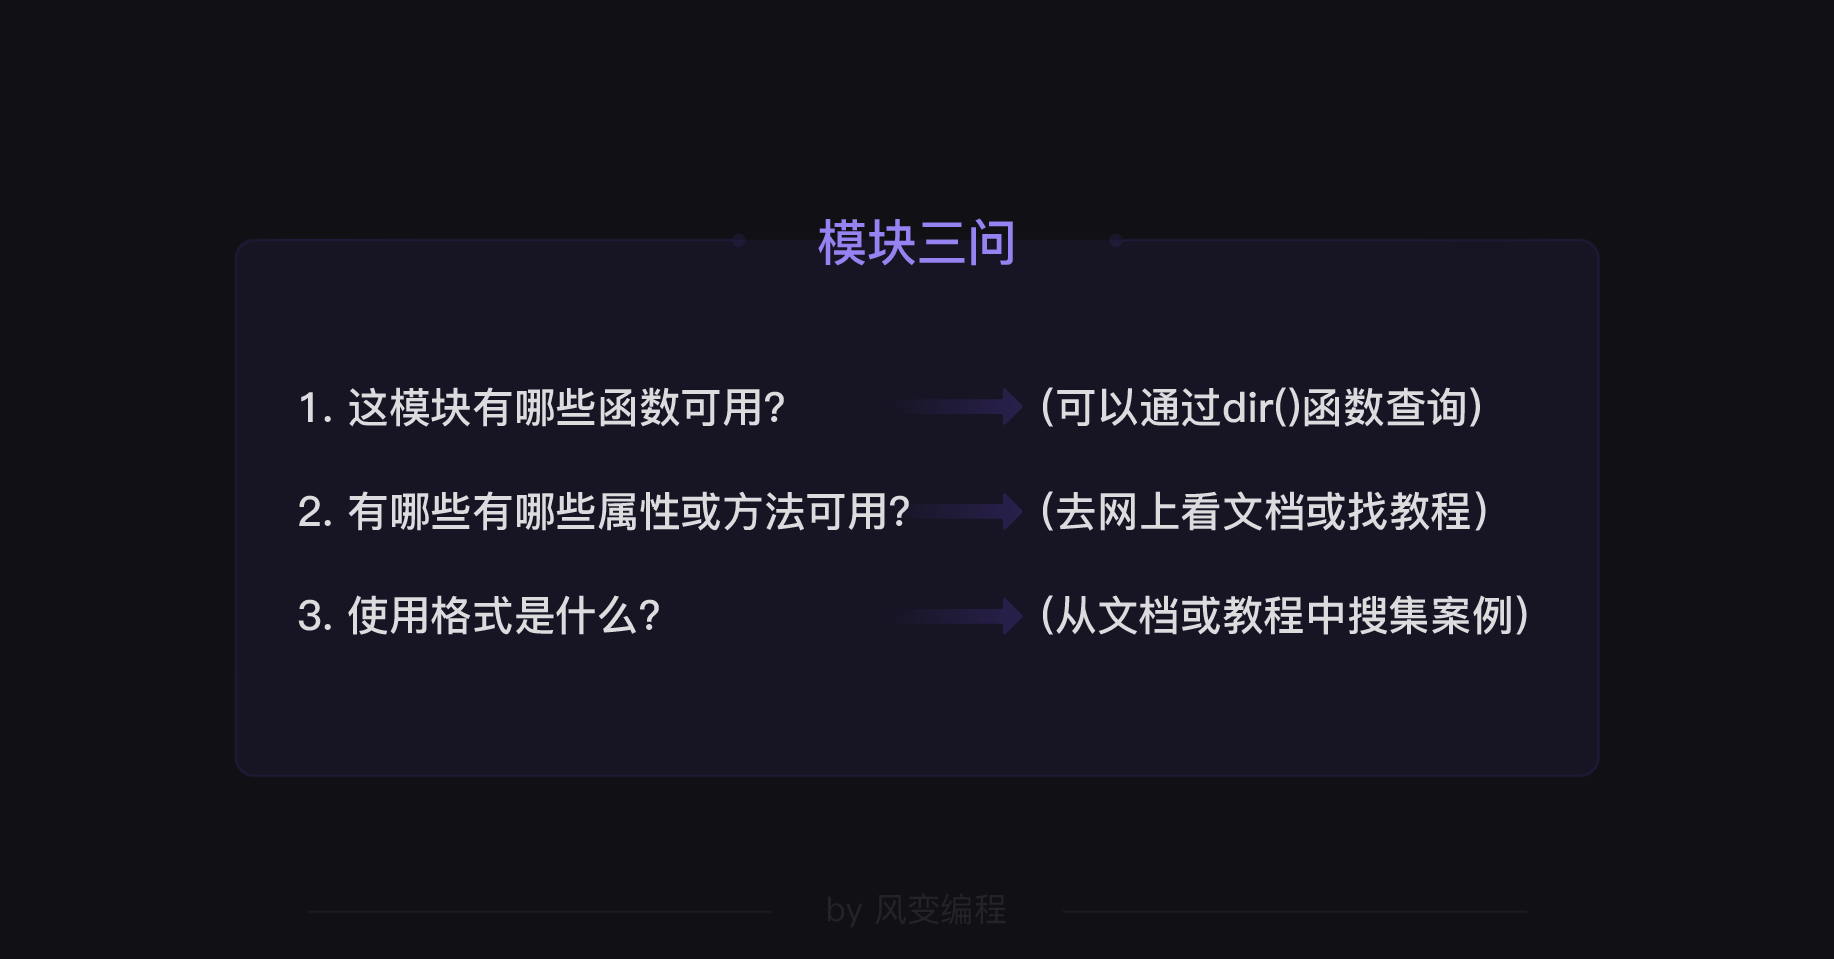 模块三问
1. 这模块有哪些函数可用? (可以通过dir()函数查询)
2. 有哪些有哪些属性或方法可用? (去网上看文档或找教程)
3. 使用格式是什么? (从文档或教程中搜集案例)
by 风变编程